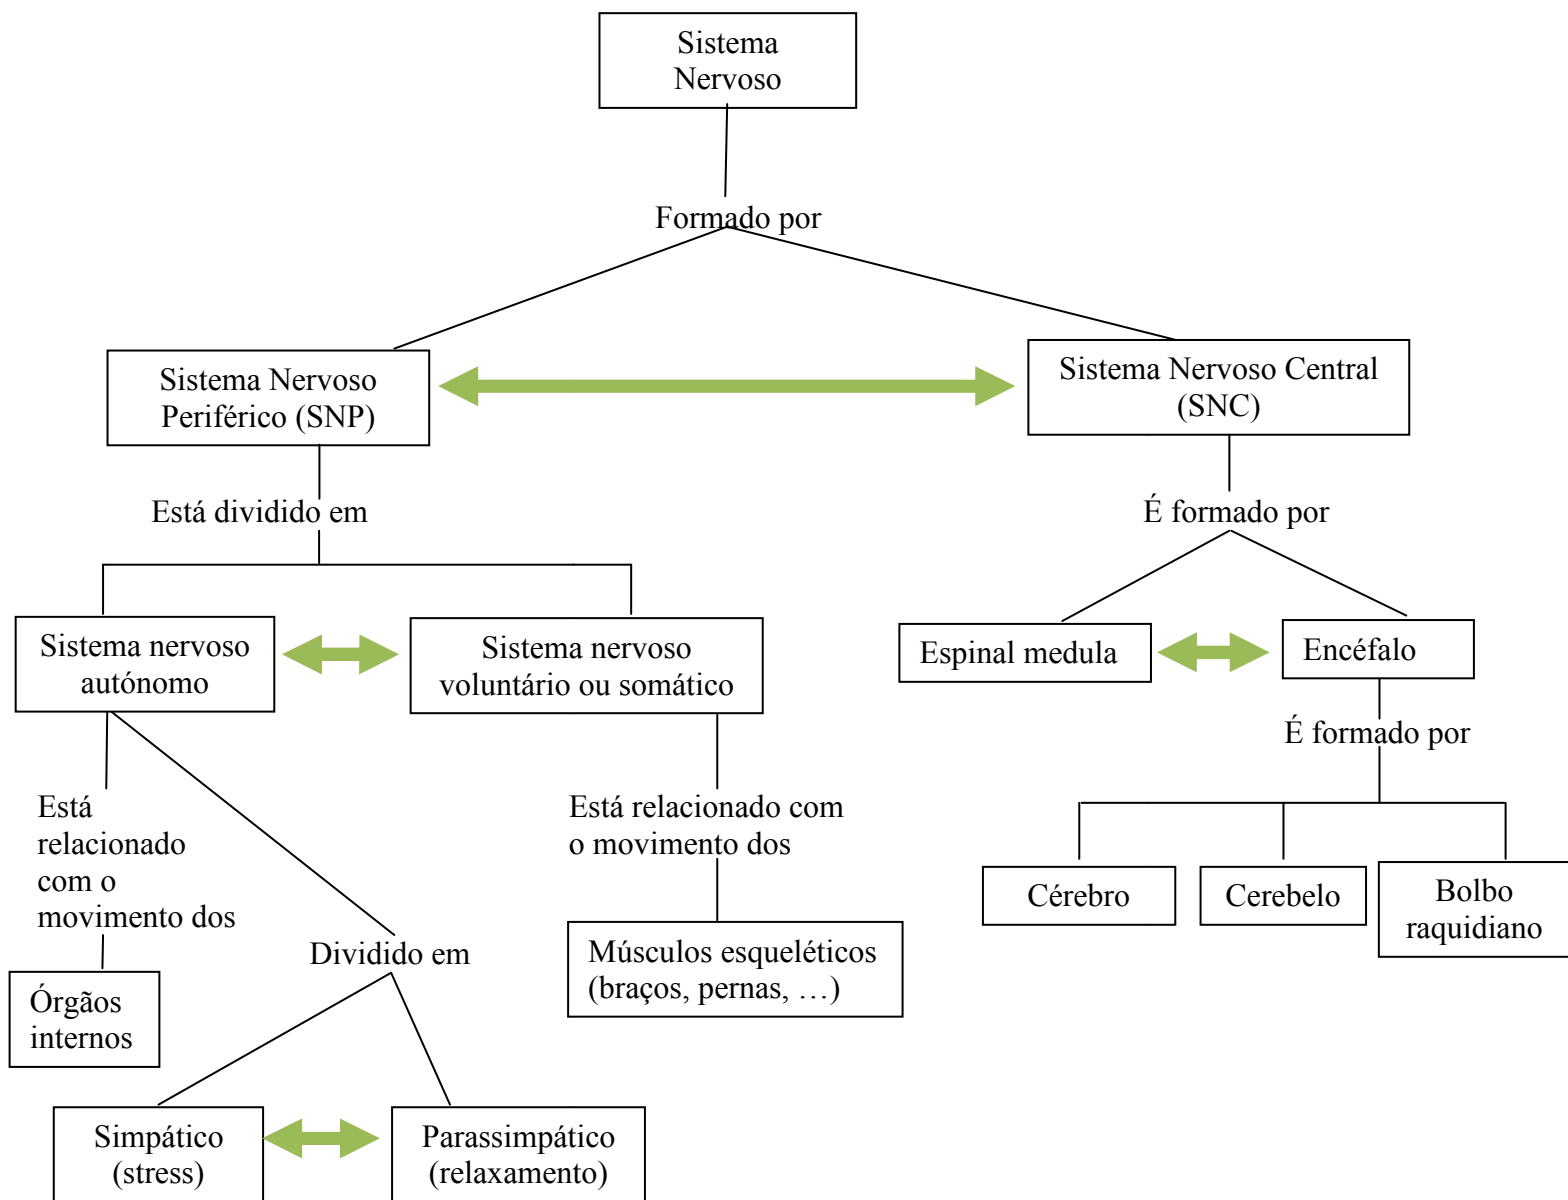 Sistema
Nervoso
Formado por
Sistema Nervoso
Periférico (SNP)
Sistema Nervoso Central
(SNC)
Está dividido em
É formado por
Sistema nervoso
autónomo
Sistema nervoso
voluntário ou somático
Espinal medula
Encéfalo
É formado por
Está
relacionado
com o
movimento dos
Está relacionado com
o movimento dos
Cérebro
Cerebelo
Bolbo
raquidiano
Dividido em
Músculos esqueléticos
(braços, pernas, …)
Órgãos
internos
Simpático
(stress)
Parassimpático
(relaxamento)